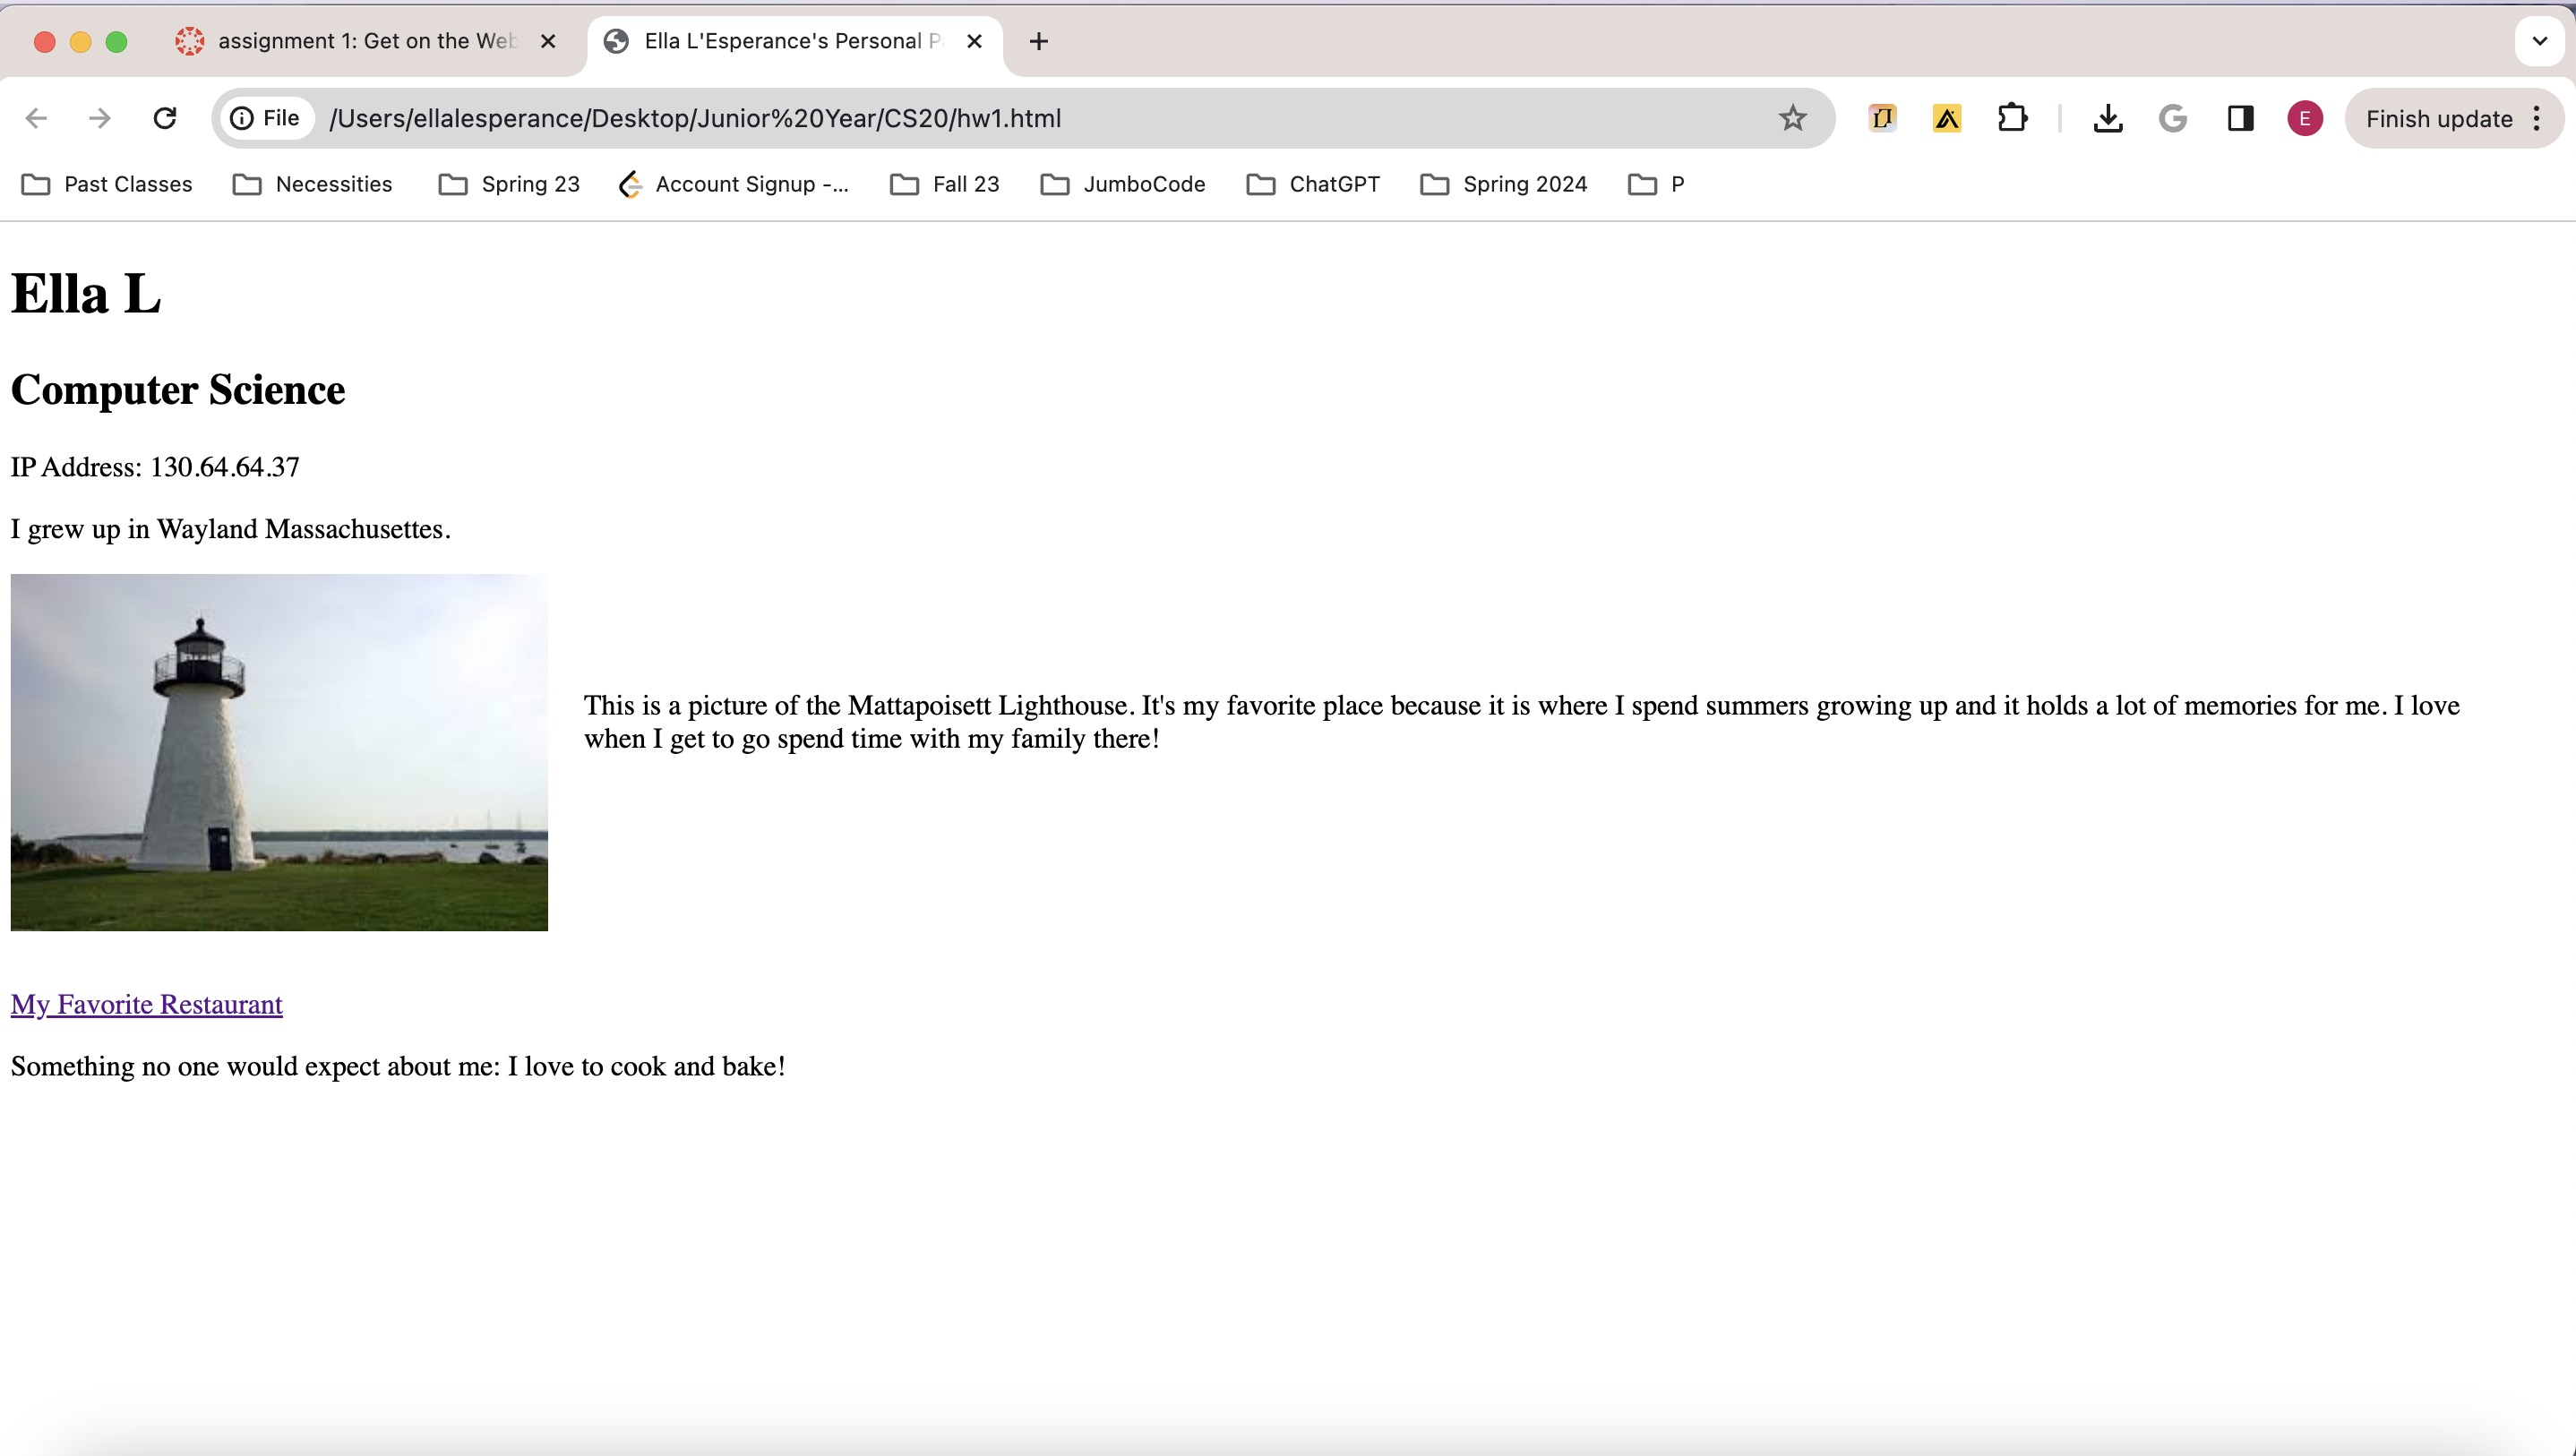 assignment 1: Get on the Web
Ella L'Esperance's Personal P
File /Users/ellalesperance/Desktop/Junior%20Year/CS20/hw1.html
E
Finish update
Past Classes Necessities Spring 23 Account Signup -... Fall 23 JumboCode ChatGPT Spring 2024 P
Ella L
Computer Science
IP Address: 130.64.64.37
I grew up in Wayland Massachusettes.
This is a picture of the Mattapoisett Lighthouse. It's my favorite place because it is where I spend summers growing up and it holds a lot of memories for me. I love
when I get to go spend time with my family there!
My Favorite Restaurant
Something no one would expect about me: I love to cook and bake!